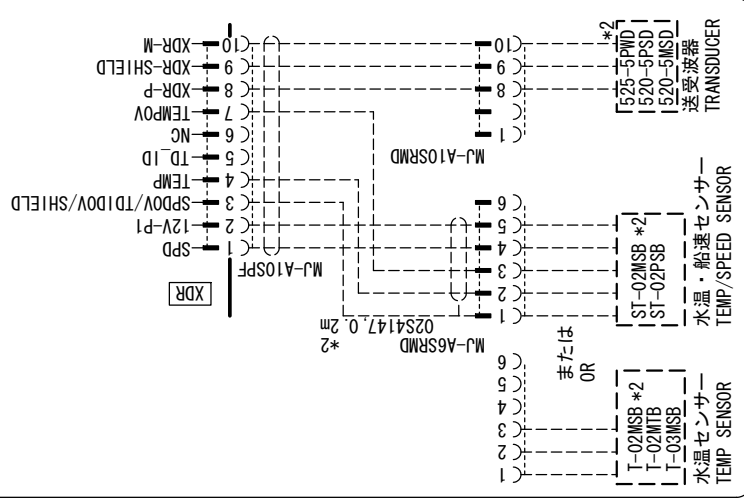 XDR-M
XDR-SHIELD
XDR-P
TEMP0V
NC
TD_ID
TEMP
SPD0V/TDID0V/SHIELD
12V-P1
SPD
10
9
8
7
6
5
4
3
2
1
XDR
MJ-A10SPF
10
9
8
1
MJ-A10SRMD
6
5
4
3
2
1
02S4147,0.2m
*2
MJ-A6SRMD
6
5
4
3
2
1
*2
525-5PWD
520-5PSD
520-5MSD
送受波器
TRANSDUCER
ST-02MSB *2
ST-02PSB
水温・船速センサー
TEMP/SPEED SENSOR
または
OR
T-02MSB *2
T-02MTB
T-03MSB
水温センサー
TEMP SENSOR